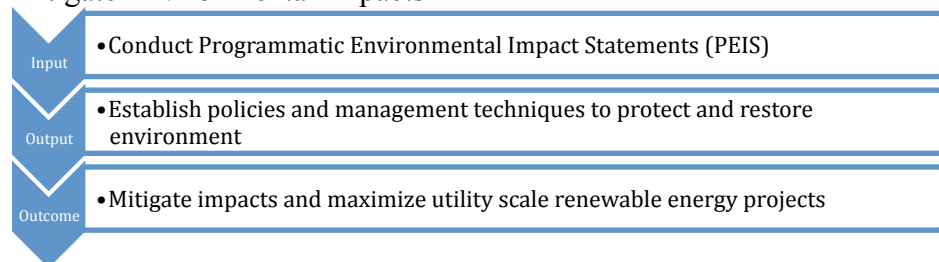 Input
•Conduct Programmatic Environmental Impact Statements (PEIS)
Output
•Establish policies and management techniques to protect and restore
environment
Outcome
•Mitigate impacts and maximize utility scale renewable energy projects